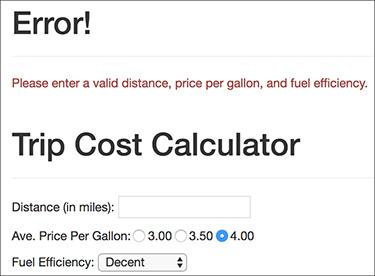 Error!
Please enter a valid distance, price per gallon, and fuel efficiency.
Trip Cost Calculator
Distance (in miles):
Ave. Price Per Gallon: 3.00 3.50 4.00
Fuel Efficiency: Decent